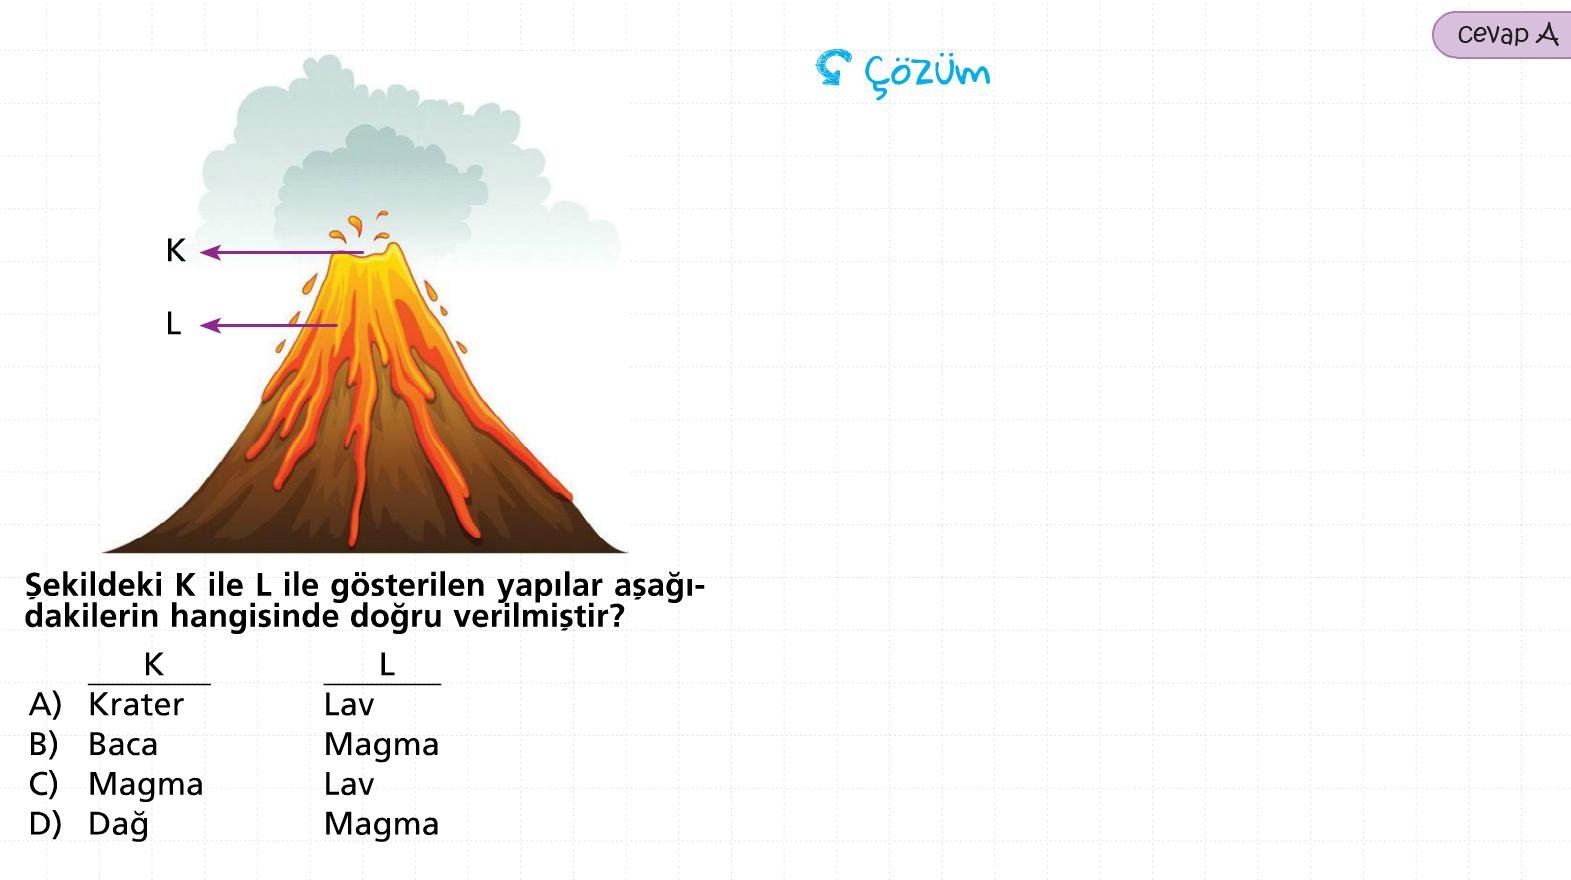 cevap A
Çözüm
K
L
Şekildeki K ile L ile gösterilen yapılar aşağı-
dakilerin hangisinde doğru verilmiştir?
K L
A) Krater Lav
B) Baca Magma
C) Magma Lav
D) Dağ Magma